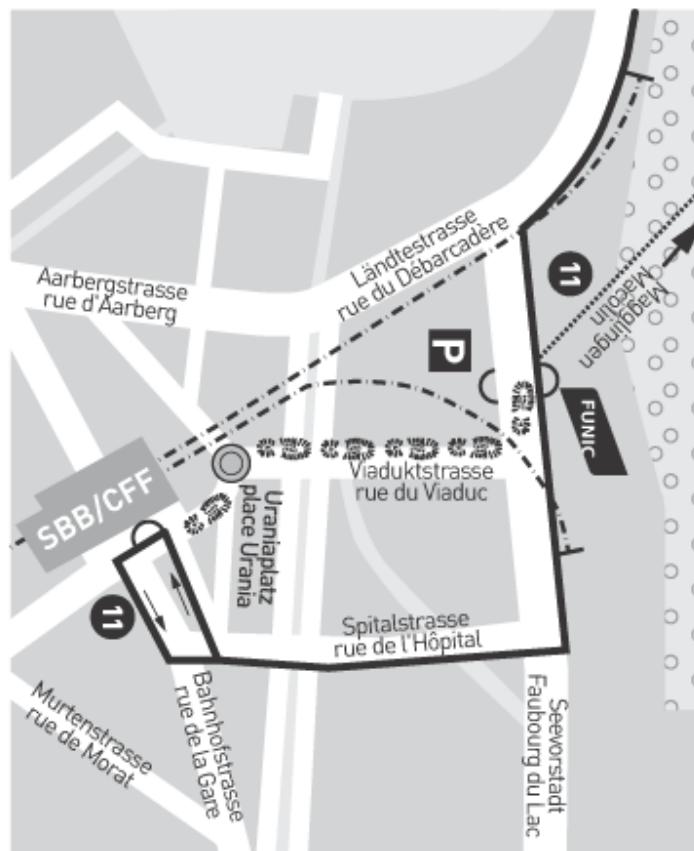 Ländtestrasse
rue du Débarcadère
11
Magglingen
Macolin
Aarbergstrasse
rue d'Aarberg
P
FUNIC
Viaduktstrasse
rue du Viaduc
SBB/CFF
Uraniaplatz
place Urania
11
Spitalstrasse
rue de l'Hôpital
Seevorstadt
Faubourg du Lac
Bahnhofstrasse
rue de la Gare
Murtenstrasse
rue de Morat